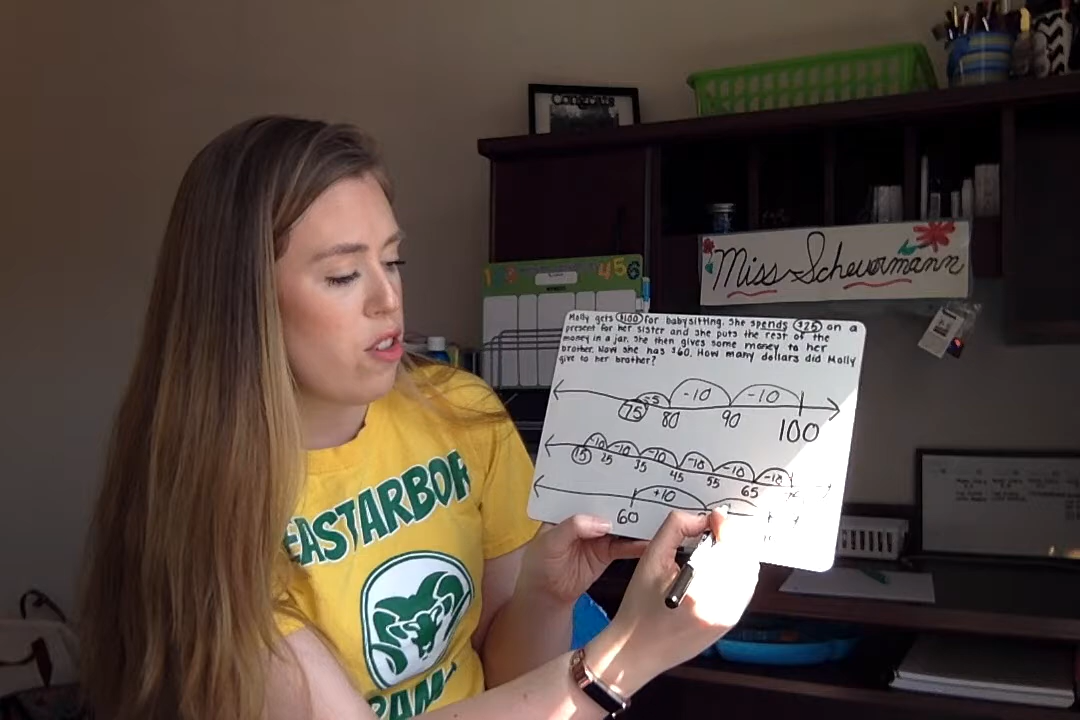 Congrats
456
Miss Scheuermann
Molly gets $100 for babysitting. She spends $25 on a
present for her sister and she puts the rest of the
money in a jar. She then gives some money to her
brother. Now she has $60. How many dollars did Molly
give to her brother?
-5 -10 -10
75 80 90 100
-10 -10 -10 -10 -10 -10
15 25 35 45 55 65
+10
60
EASTARBOR
RAMS